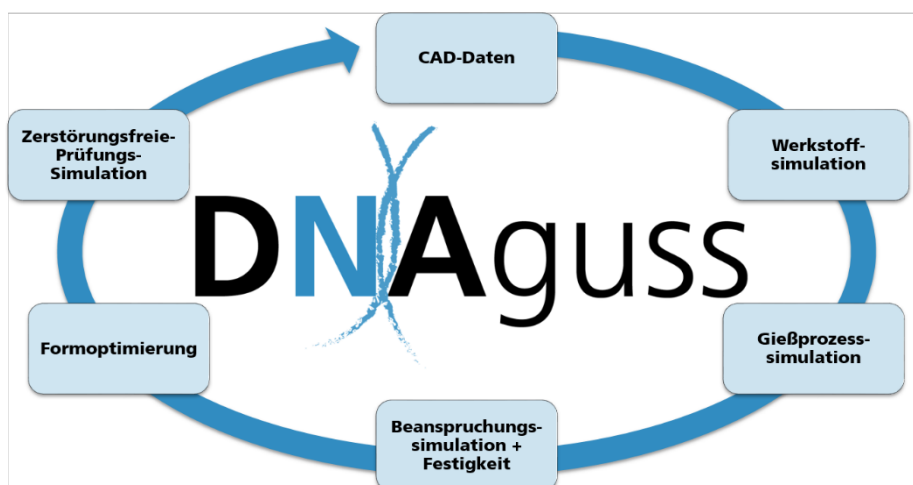 CAD-Daten
Zerstörungsfreie-
Prüfungs-
Simulation
Werkstoff-
simulation
DNAguss
Formoptimierung
Gießprozess-
simulation
Beanspruchungs-
simulation +
Festigkeit